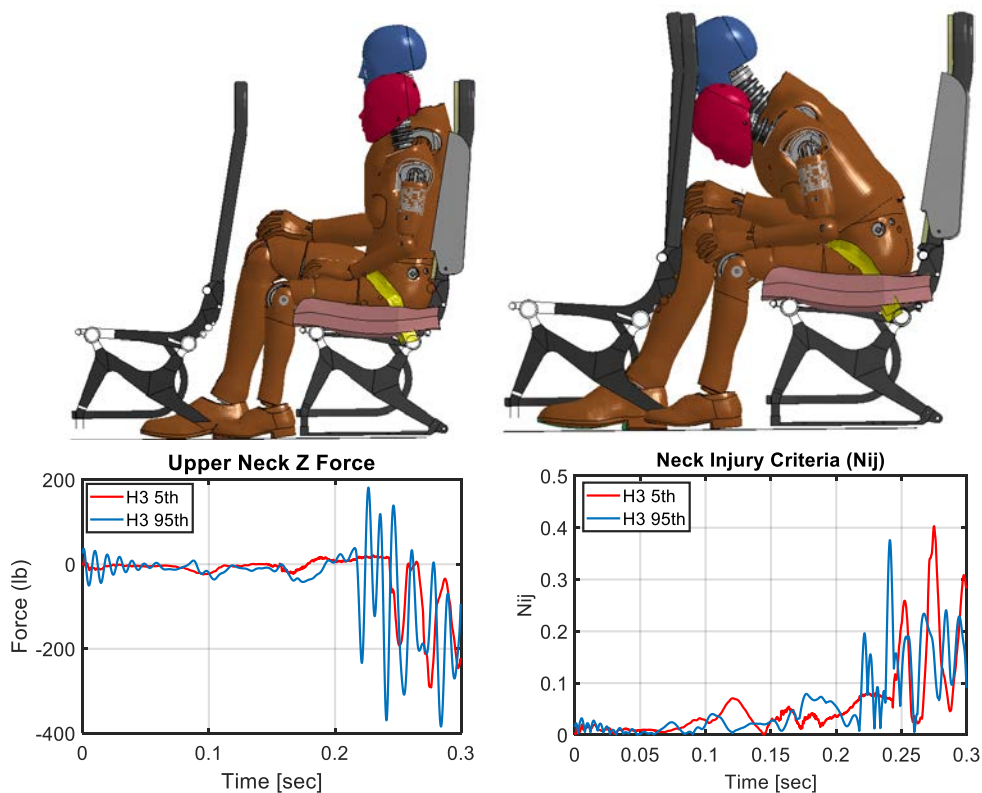 Upper Neck Z Force
H3 5th
H3 95th
200
0
-200
-400
Force (lb)
0
0.1
0.2
0.3
Time [sec]
Neck Injury Criteria (Nij)
H3 5th
H3 95th
0.5
0.4
0.3
0.2
0.1
0
Nij
0
0.05
0.1
0.15
0.2
0.25
0.3
Time [sec]